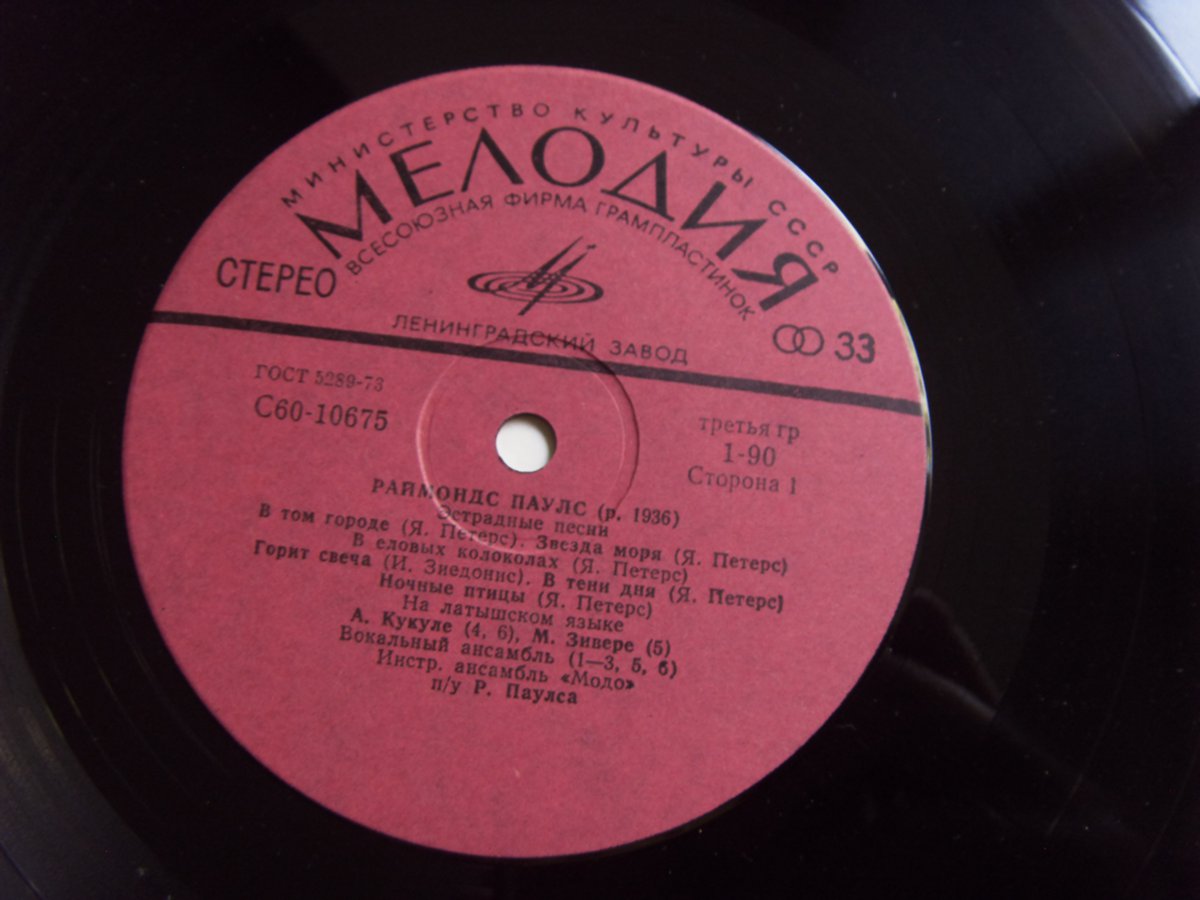 МИНИСТЕРСТВО КУЛЬТУРЫ СССР
МЕЛОДИЯ
ВСЕСОЮЗНАЯ ФИРМА ГРАМПЛАСТИНОК
СТЕРЕО
ЛЕНИНГРАДСКИЙ ЗАВОД
33
ГОСТ 5289-73
С60-10675
третья гр
1-90
Сторона 1
РАЙМОНДС ПАУЛС (р. 1936)
Эстрадные песни
В том городе (Я. Петерс). Звезда моря (Я. Петерс)
В еловых колоколах (Я. Петерс)
Горит свеча (И. Зиедонис). В тени дня (Я. Петерс)
Ночные птицы (Я. Петерс)
На латышском языке
А. Кукуле (4, 6), М. Зивере (5)
Вокальный ансамбль (1—3, 5, 6)
Инстр. ансамбль «Модо»
п/у Р. Паулса